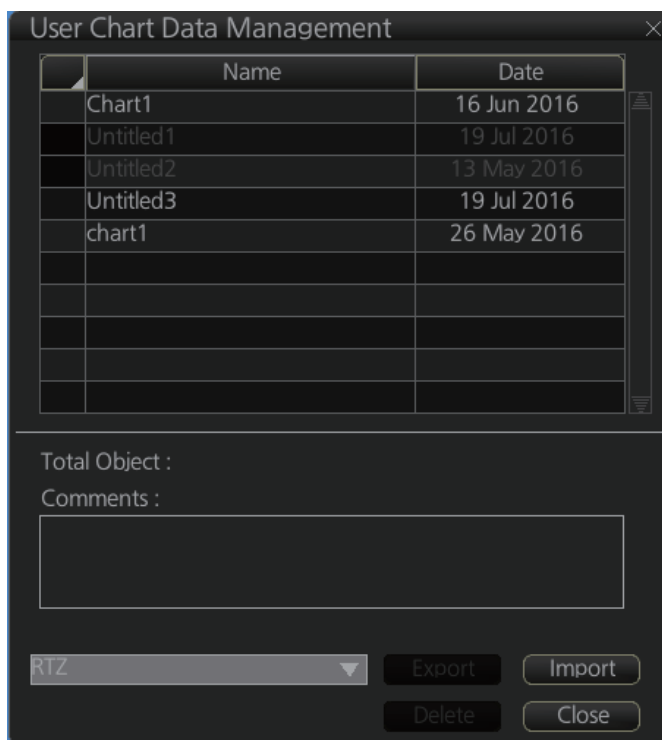 User Chart Data Management
Name Date
Chart1 16 Jun 2016
Untitled1 19 Jul 2016
Untitled2 13 May 2016
Untitled3 19 Jul 2016
chart1 26 May 2016
Total Object :
Comments :
RTZ Export Import
Delete Close